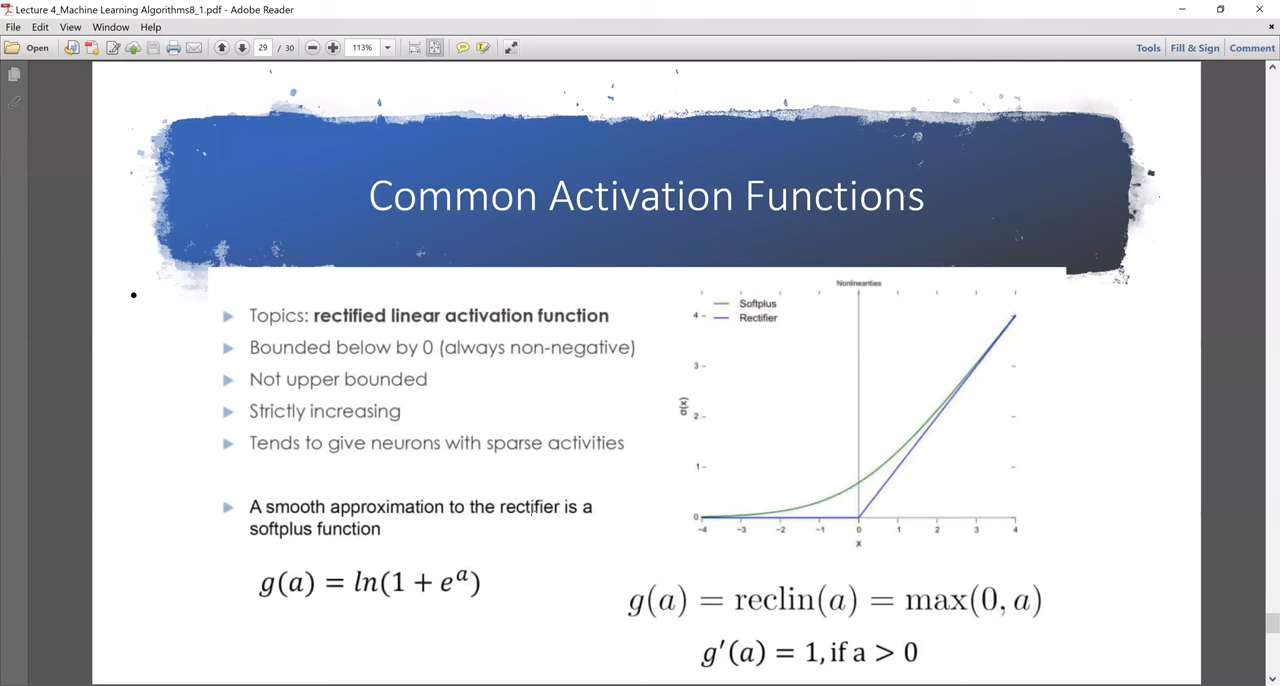 Lecture 4_Machine Learning Algorithms8_1.pdf - Adobe Reader
File Edit View Window Help
Open 29 / 30 113% Tools Fill & Sign Comment
Common Activation Functions
Topics: rectified linear activation function
Bounded below by 0 (always non-negative)
Not upper bounded
Strictly increasing
Tends to give neurons with sparse activities
A smooth approximation to the rectifier is a
softplus function
g(a) = ln(1 + e^a)
Nonlinearities
Softplus
Rectifier
4
3
2
1
0
σ(x)
-4 -3 -2 -1 0 1 2 3 4
x
g(a) = reclin(a) = max(0, a)
g′(a) = 1, if a > 0